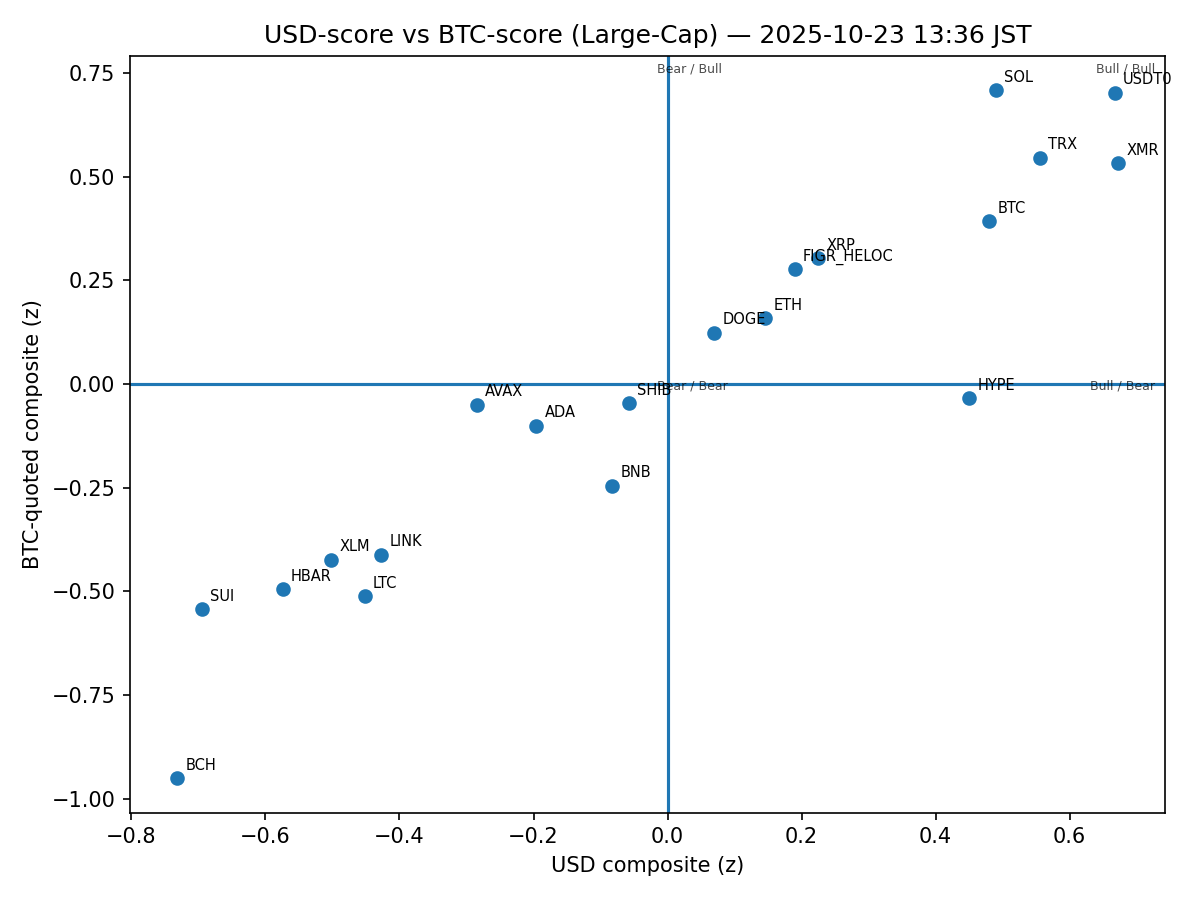 USD-score vs BTC-score (Large-Cap) — 2025-10-23 13:36 JST
Bear / Bull
Bull / Bull
SOL
USDT0
TRX
XMR
BTC
XRP
FIGR_HELOC
ETH
DOGE
AVAX
SHIB
Bear / Bear
HYPE
Bull / Bear
ADA
BNB
XLM
LINK
HBAR
LTC
SUI
BCH
0.75
0.50
0.25
0.00
−0.25
−0.50
−0.75
−1.00
BTC-quoted composite (z)
−0.8
−0.6
−0.4
−0.2
0.0
0.2
0.4
0.6
USD composite (z)